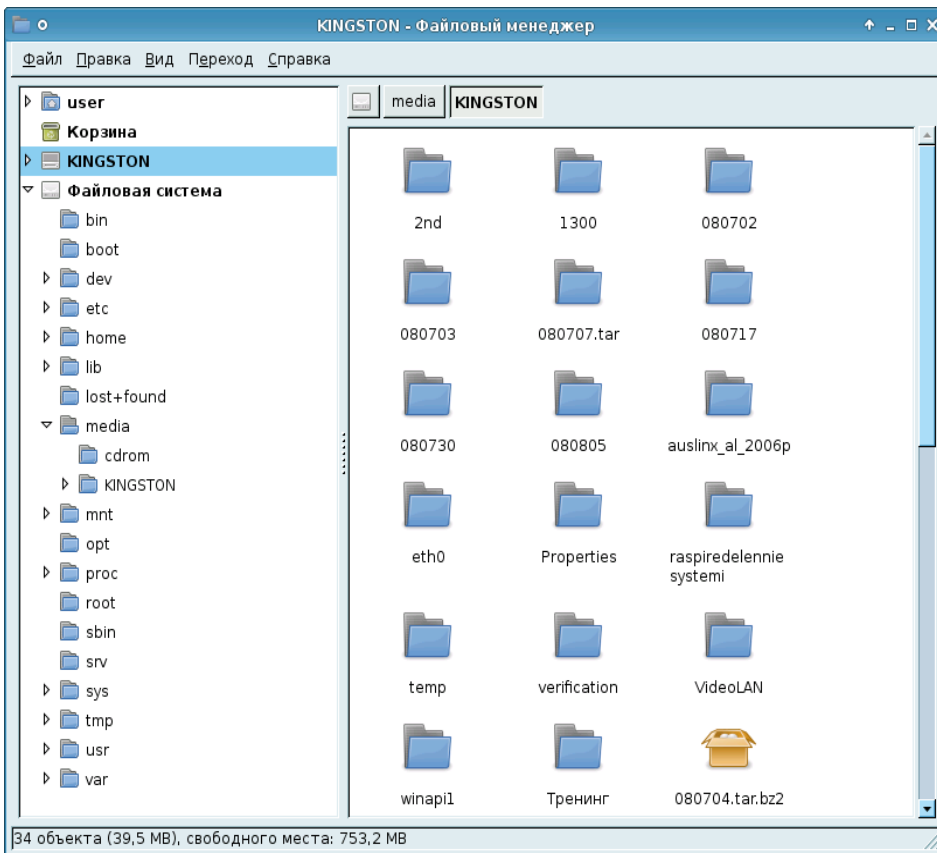 KINGSTON - Файловый менеджер
Файл Правка Вид Переход Справка
user
Корзина
KINGSTON
Файловая система
bin
boot
dev
etc
home
lib
lost+found
media
cdrom
KINGSTON
mnt
opt
proc
root
sbin
srv
sys
tmp
usr
var
media KINGSTON
2nd 1300 080702
080703 080707.tar 080717
080730 080805 auslinx_al_2006p
eth0 Properties raspiredelennie
systemi
temp verification VideoLAN
winapi1 Тренинг 080704.tar.bz2
34 объекта (39,5 MB), свободного места: 753,2 MB